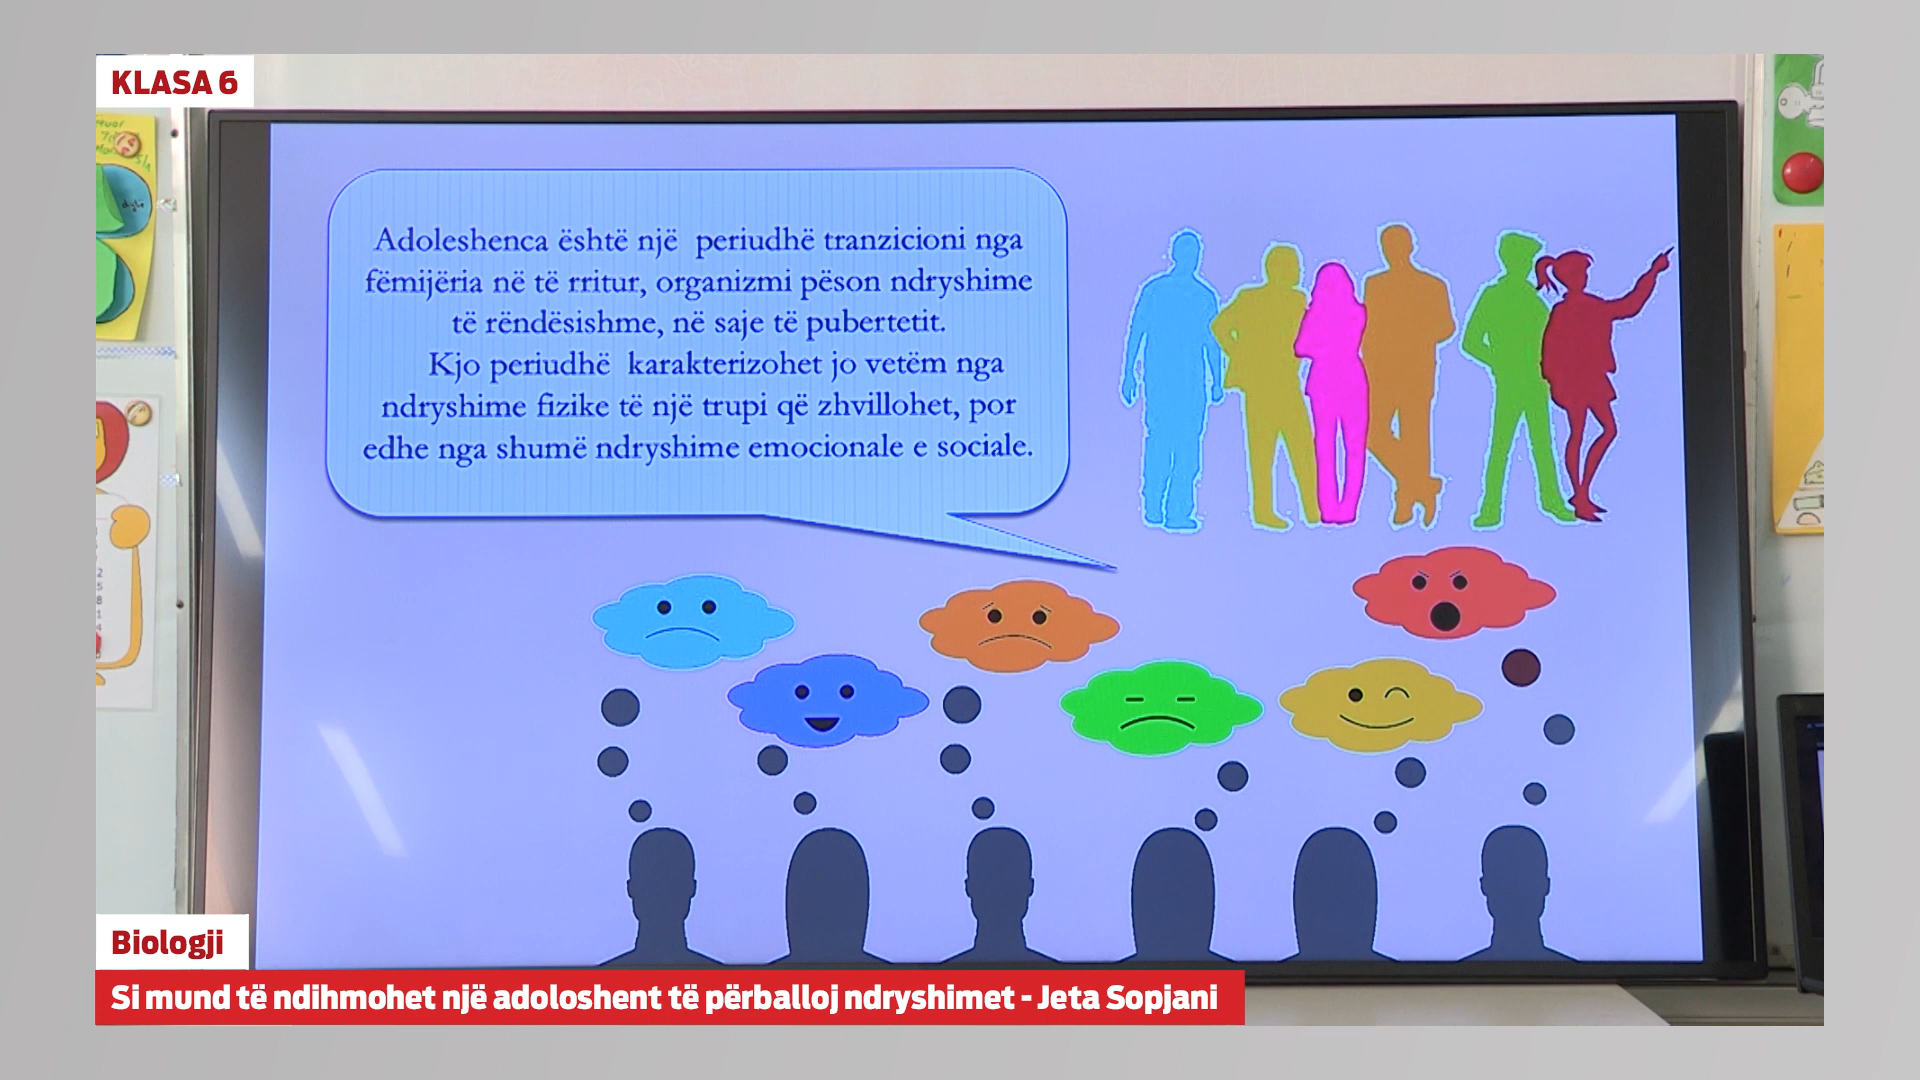 KLASA 6
Adoleshenca është një periudhë tranzicioni nga
fëmijëria në të rritur, organizmi pëson ndryshime
të rëndësishme, në saje të pubertetit.
Kjo periudhë karakterizohet jo vetëm nga
ndryshime fizike të një trupi që zhvillohet, por
edhe nga shumë ndryshime emocionale e sociale.
Biologji
Si mund të ndihmohet një adoloshent të përballoj ndryshimet - Jeta Sopjani